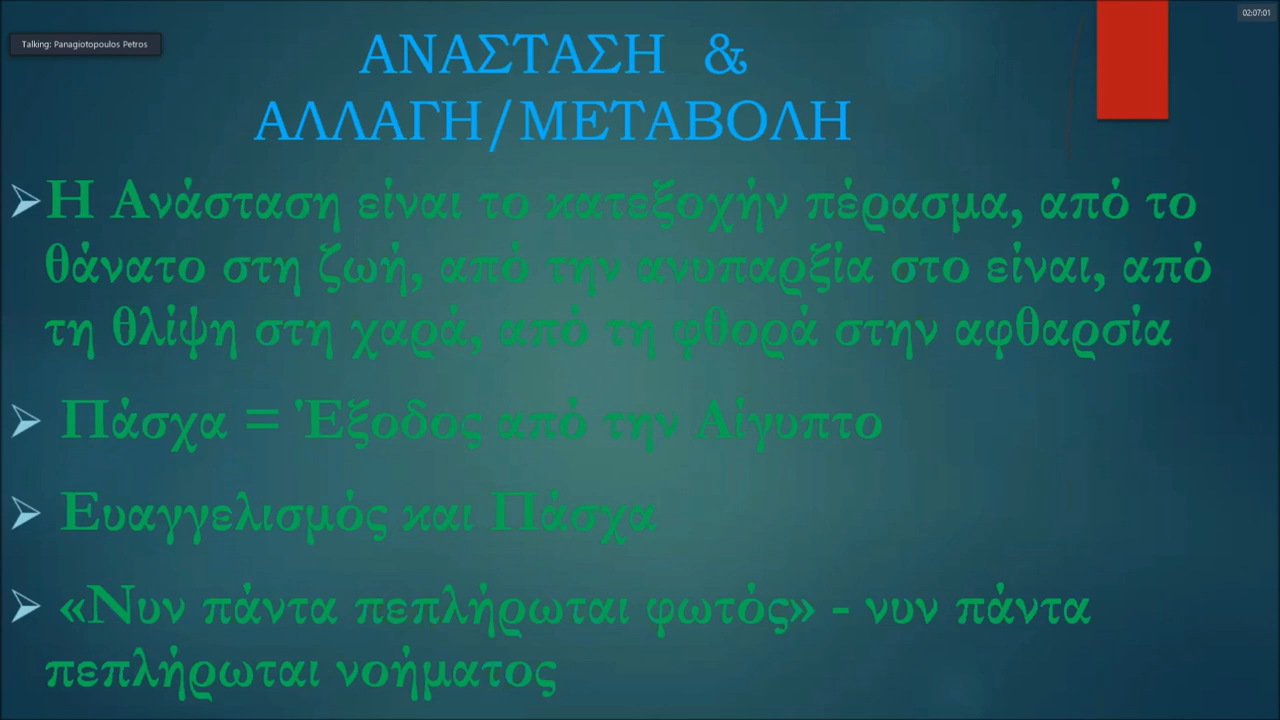 02:07:01
Talking: Panagiotopoulos Petros
ΑΝΑΣΤΑΣΗ &
ΑΛΛΑΓΗ/ΜΕΤΑΒΟΛΗ
Η Ανάσταση είναι το κατεξοχήν πέρασμα, από το
θάνατο στη ζωή, από την ανυπαρξία στο είναι, από
τη θλίψη στη χαρά, από τη φθορά στην αφθαρσία
Πάσχα = Έξοδος από την Αίγυπτο
Ευαγγελισμός και Πάσχα
«Νυν πάντα πεπλήρωται φωτός» - νυν πάντα
πεπλήρωται νοήματος